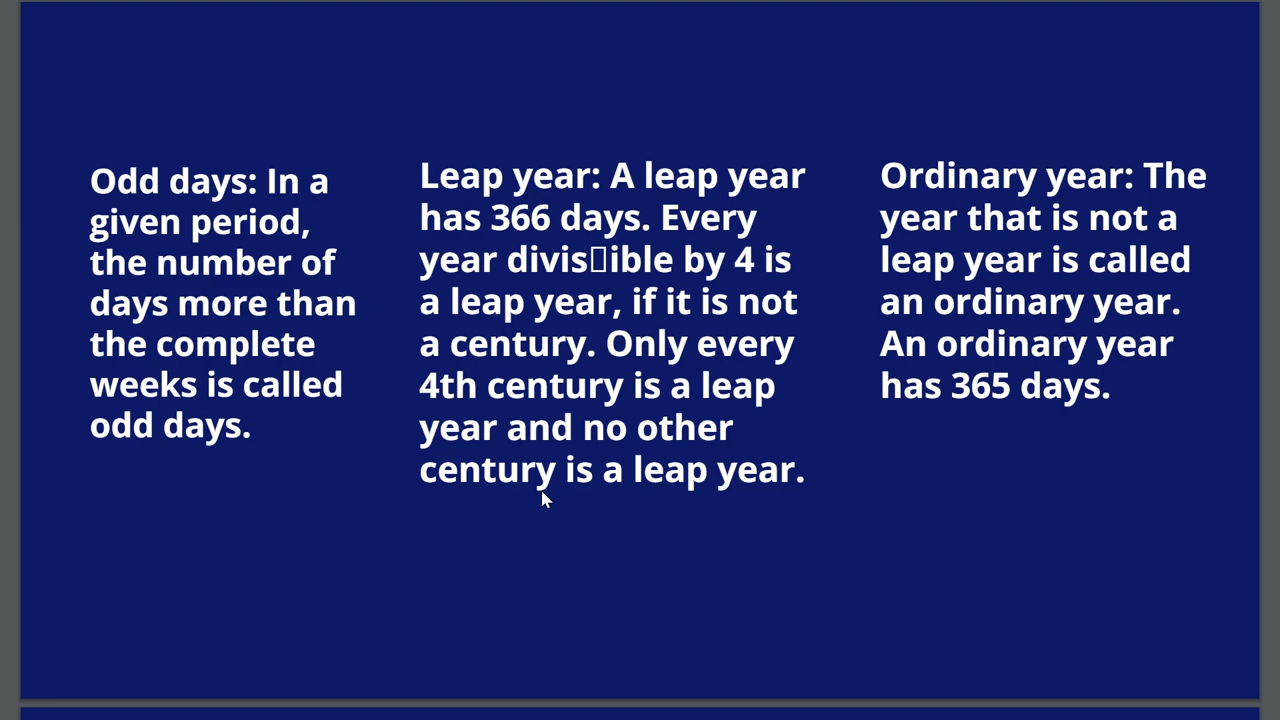 Odd days: In a
given period,
the number of
days more than
the complete
weeks is called
odd days.
Leap year: A leap year
has 366 days. Every
year divis▯ible by 4 is
a leap year, if it is not
a century. Only every
4th century is a leap
year and no other
century is a leap year.
Ordinary year: The
year that is not a
leap year is called
an ordinary year.
An ordinary year
has 365 days.